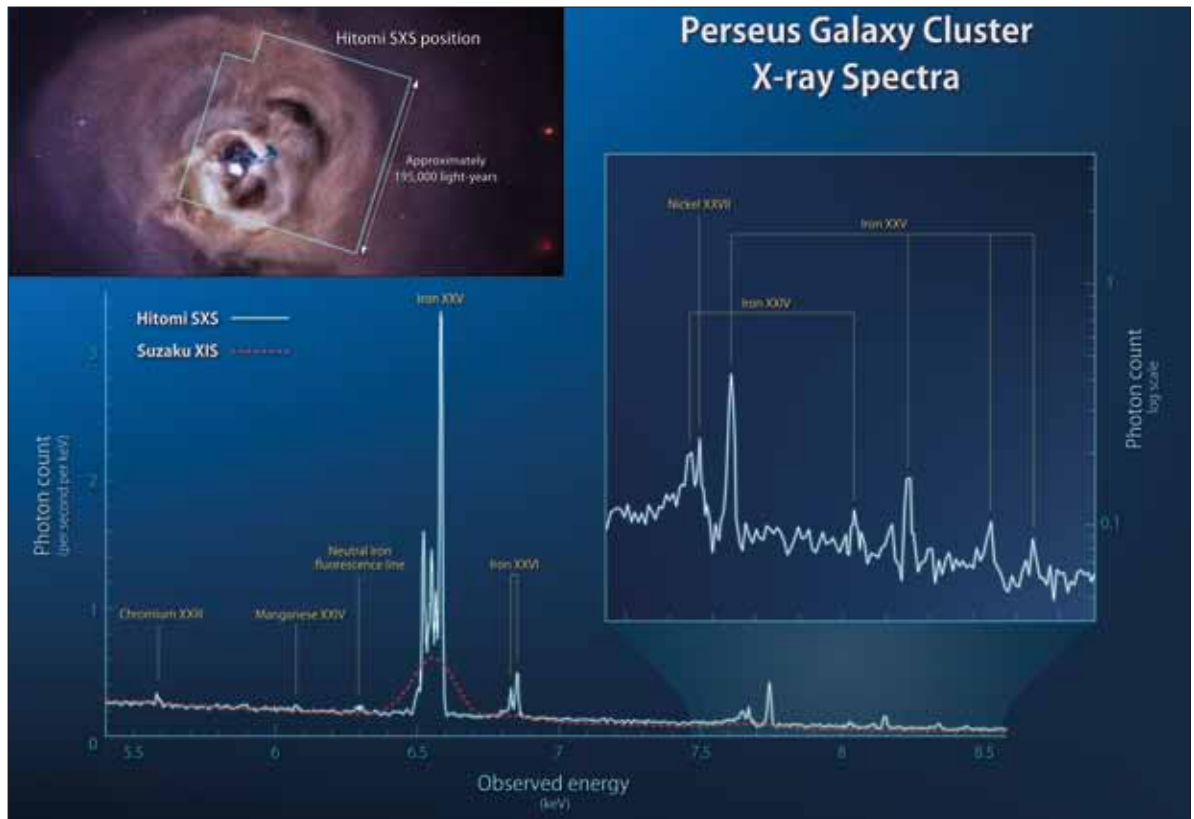 Perseus Galaxy Cluster
X-ray Spectra
Hitomi SXS position
Approximately
195,000 light-years
Nickel XXVII
Iron XXV
Iron XXIV
1
0.1
Photon count
log scale
Iron XXV
Hitomi SXS
Suzaku XIS
3
2
1
0
Photon count
(per second per keV)
Neutral iron
fluorescence line
Iron XXVI
Chromium XXIII
Manganese XXIV
5.5
6
6.5
7
7.5
8
8.5
Observed energy
(keV)